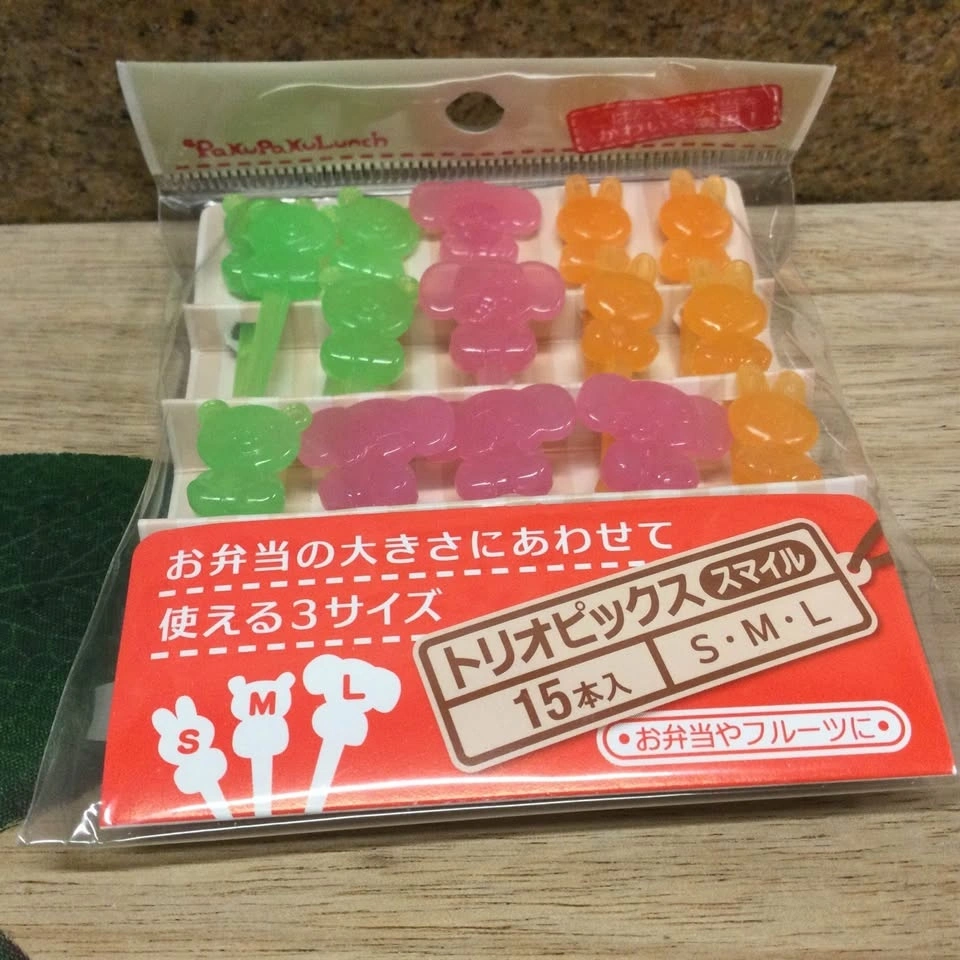 PaKuPaKuLunch
お弁当の大きさにあわせて
使える3サイズ
トリオピックス スマイル
15本入 S・M・L
S M L
・お弁当やフルーツに・